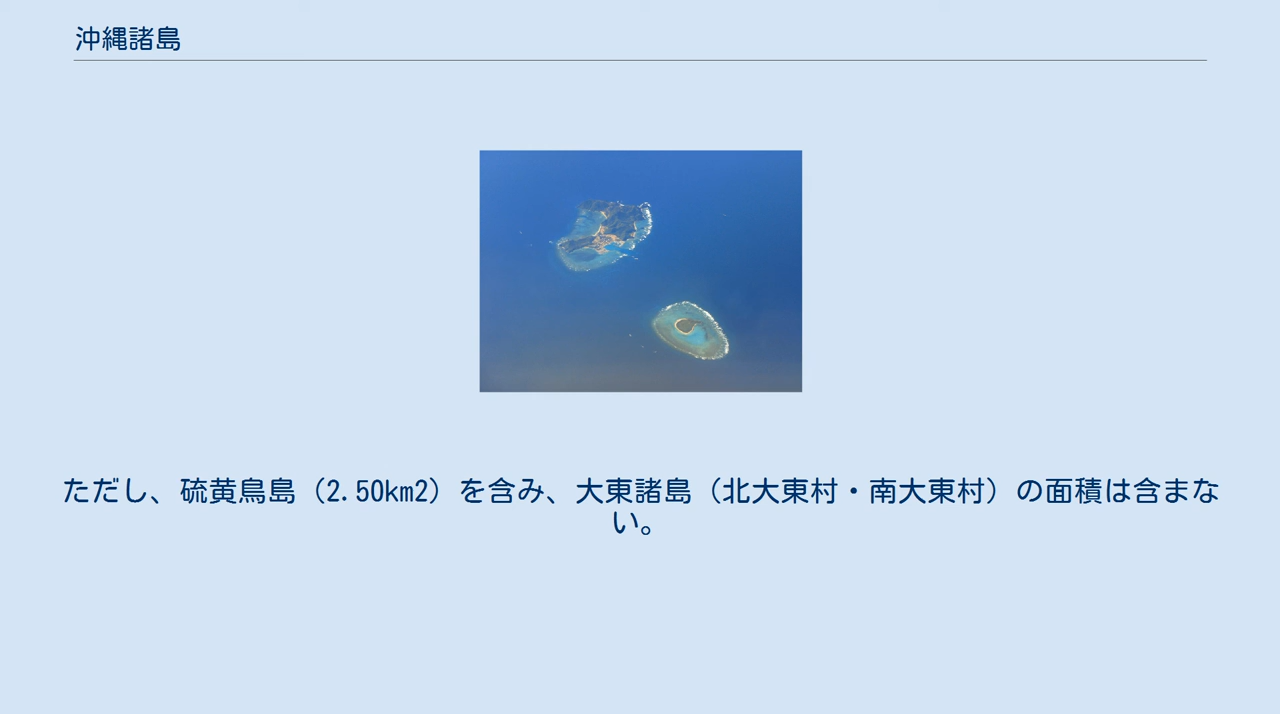 沖縄諸島
ただし、硫黄鳥島（2.50km2）を含み、大東諸島（北大東村・南大東村）の面積は含まな
い。